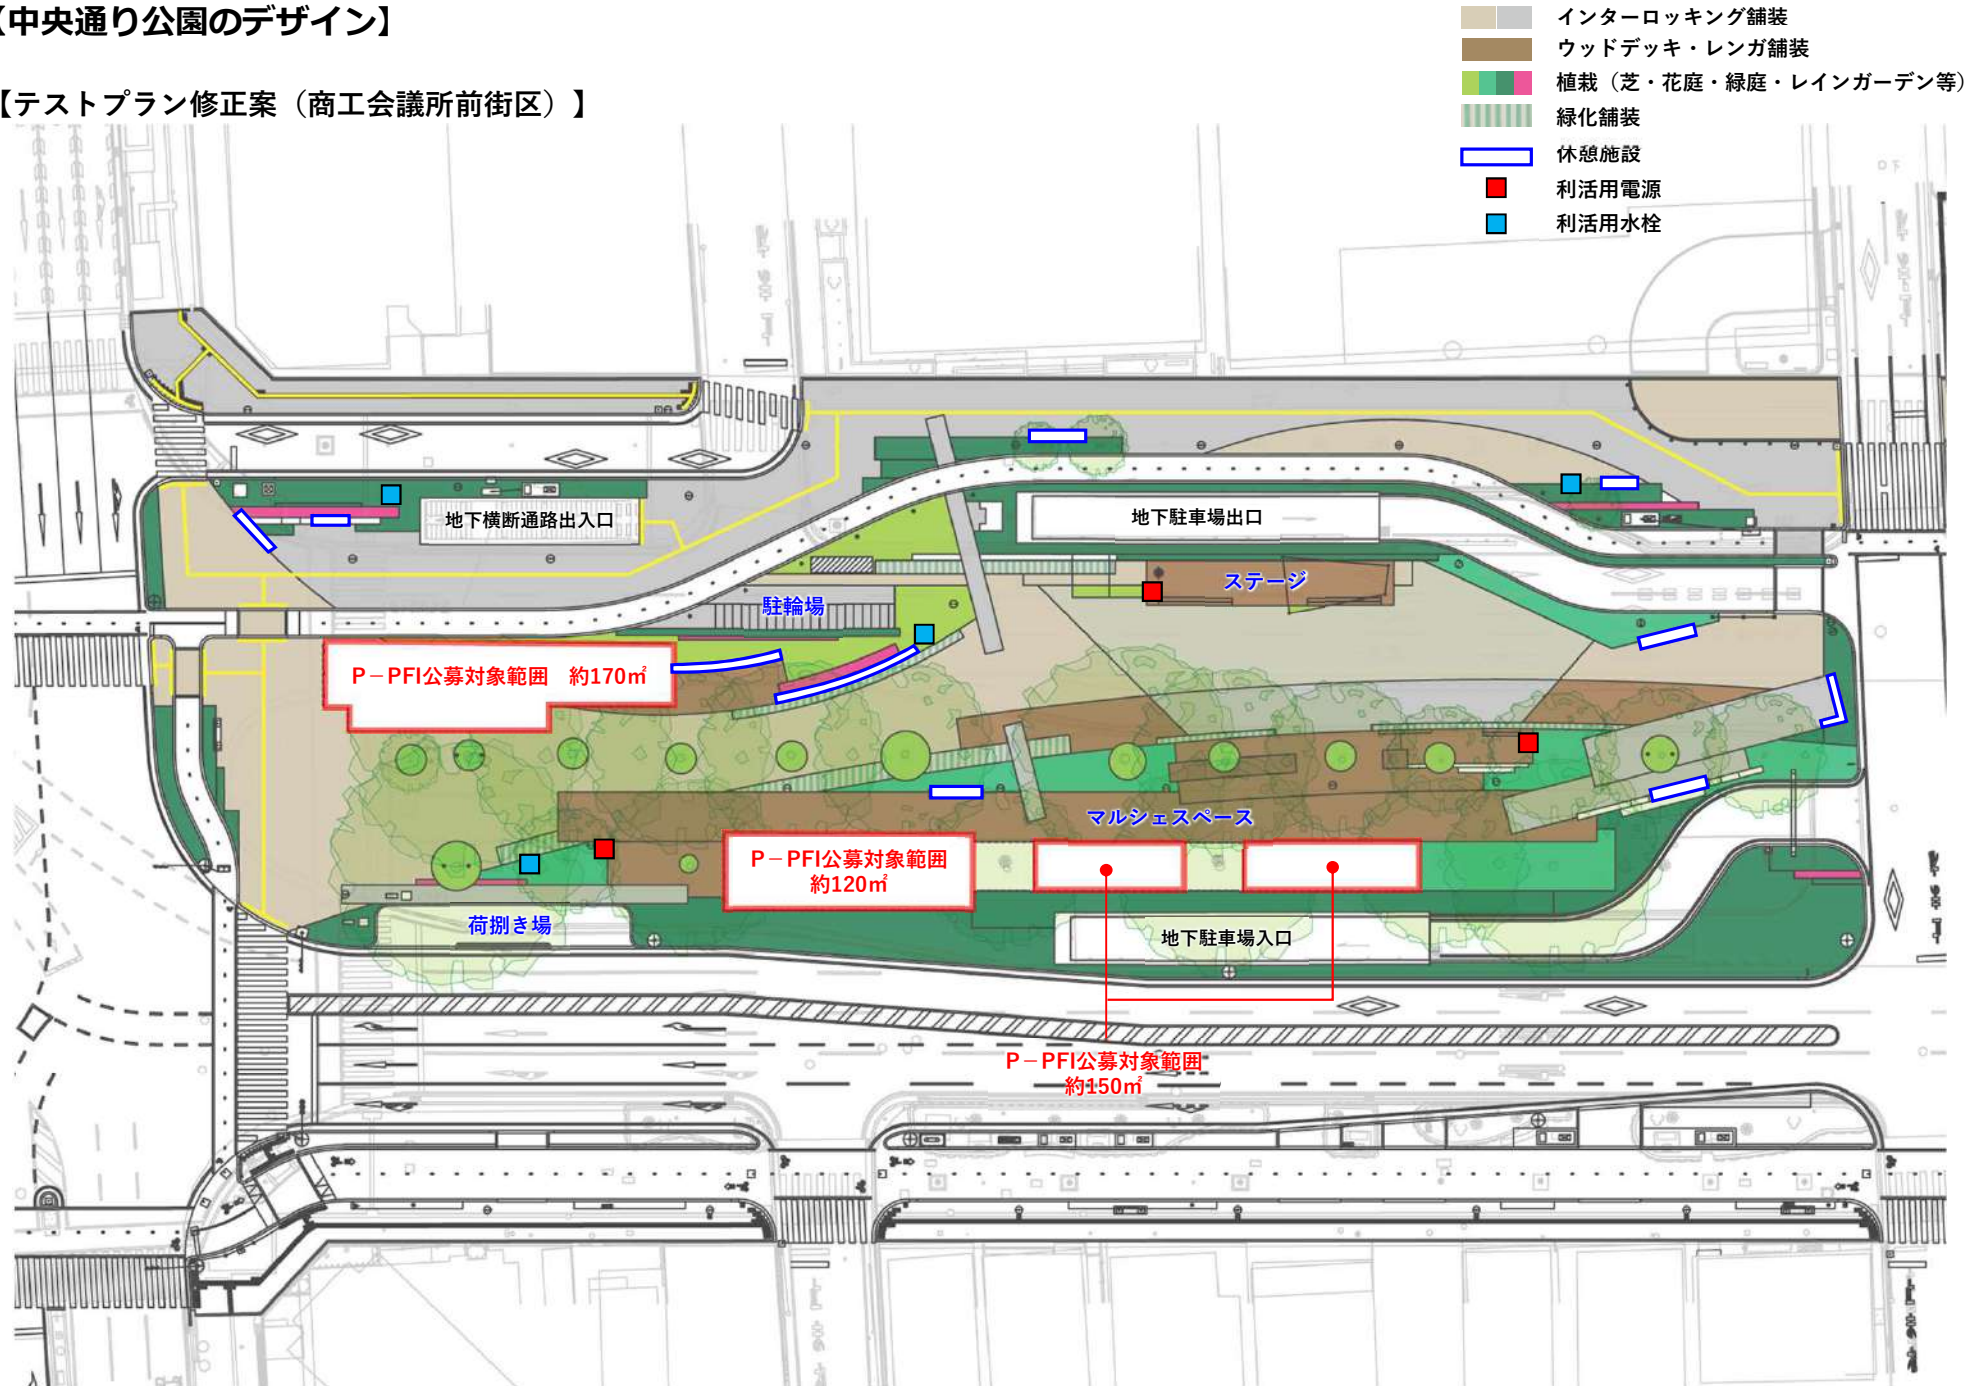 【中央通り公園のデザイン】
【テストプラン修正案（商工会議所前街区）】
インターロッキング舗装
ウッドデッキ・レンガ舗装
植栽（芝・花庭・緑庭・レインガーデン等）
緑化舗装
休憩施設
利活用電源
利活用水栓
地下横断通路出入口
地下駐車場出口
ステージ
駐輪場
P－PFI公募対象範囲　約170㎡
マルシェスペース
P－PFI公募対象範囲
約120㎡
荷捌き場
地下駐車場入口
P－PFI公募対象範囲
約150㎡